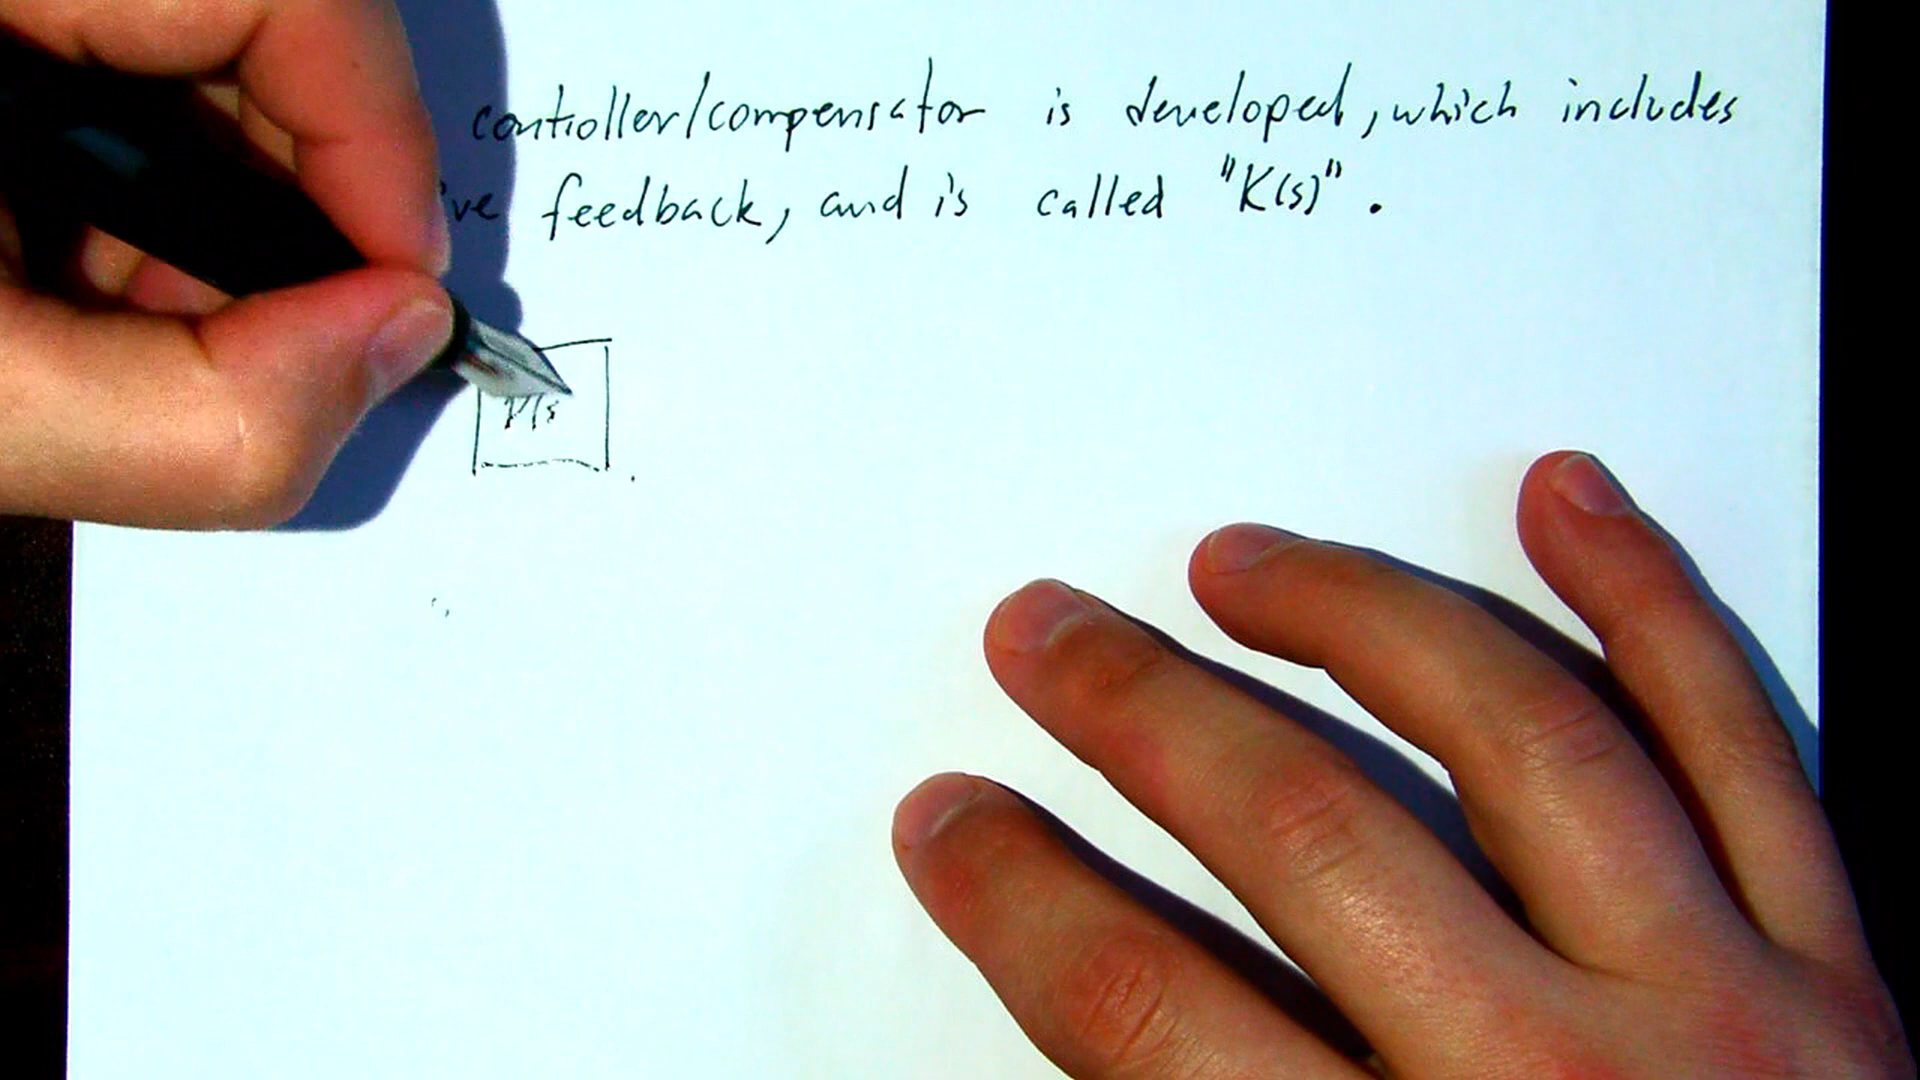 controller/compensator is developed, which includes
ive feedback, and is called "K(s)".
K(s